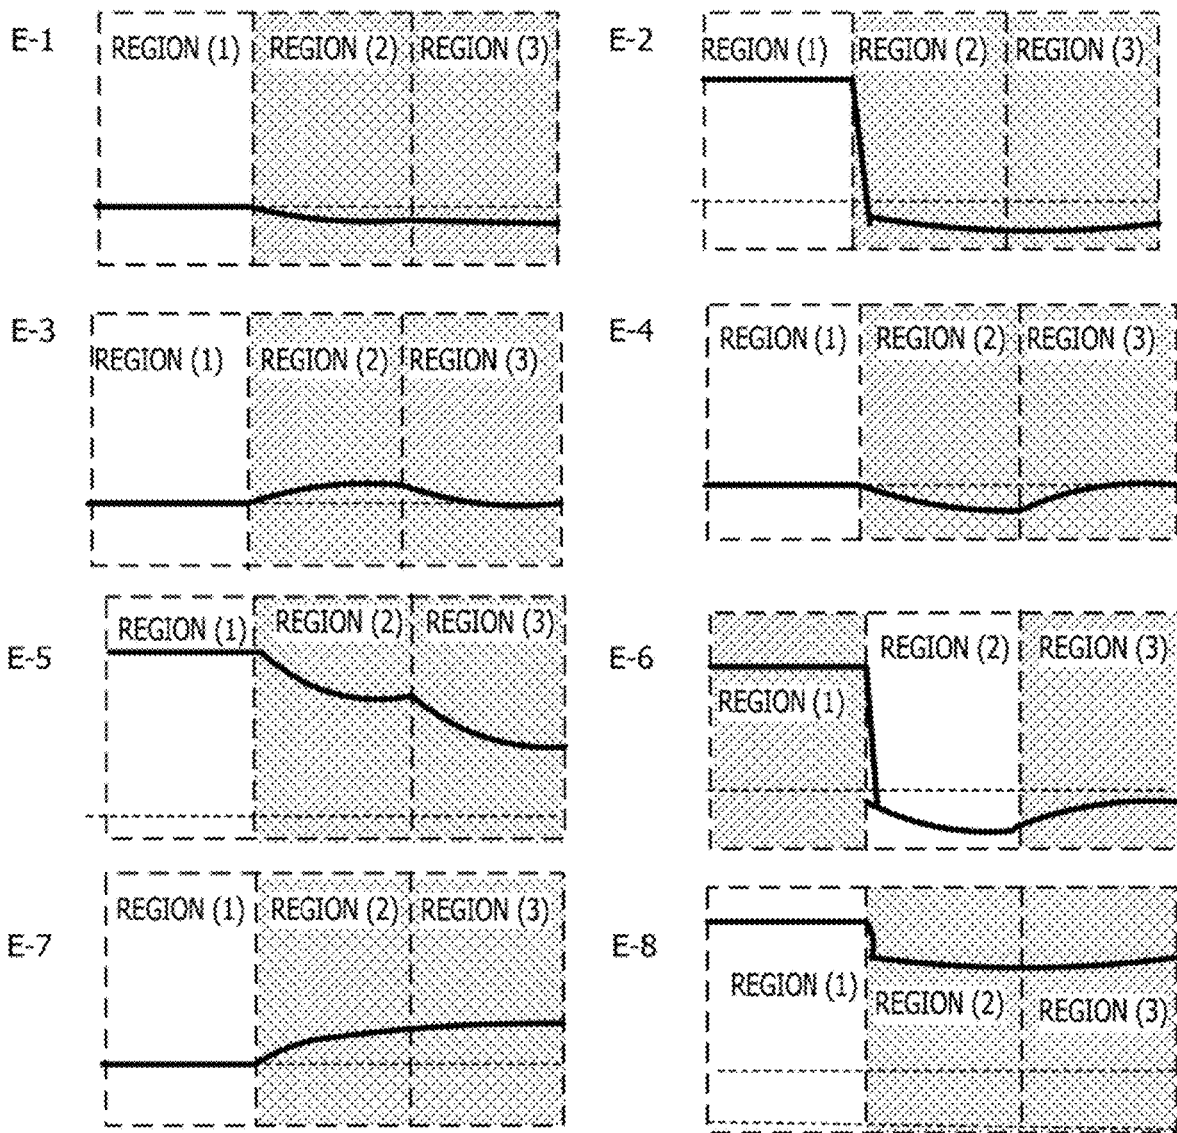 E-1 REGION (1) REGION (2) REGION (3)
E-2 REGION (1) REGION (2) REGION (3)
E-3 REGION (1) REGION (2) REGION (3)
E-4 REGION (1) REGION (2) REGION (3)
E-5 REGION (1) REGION (2) REGION (3)
E-6 REGION (1) REGION (2) REGION (3)
E-7 REGION (1) REGION (2) REGION (3)
E-8 REGION (1) REGION (2) REGION (3)